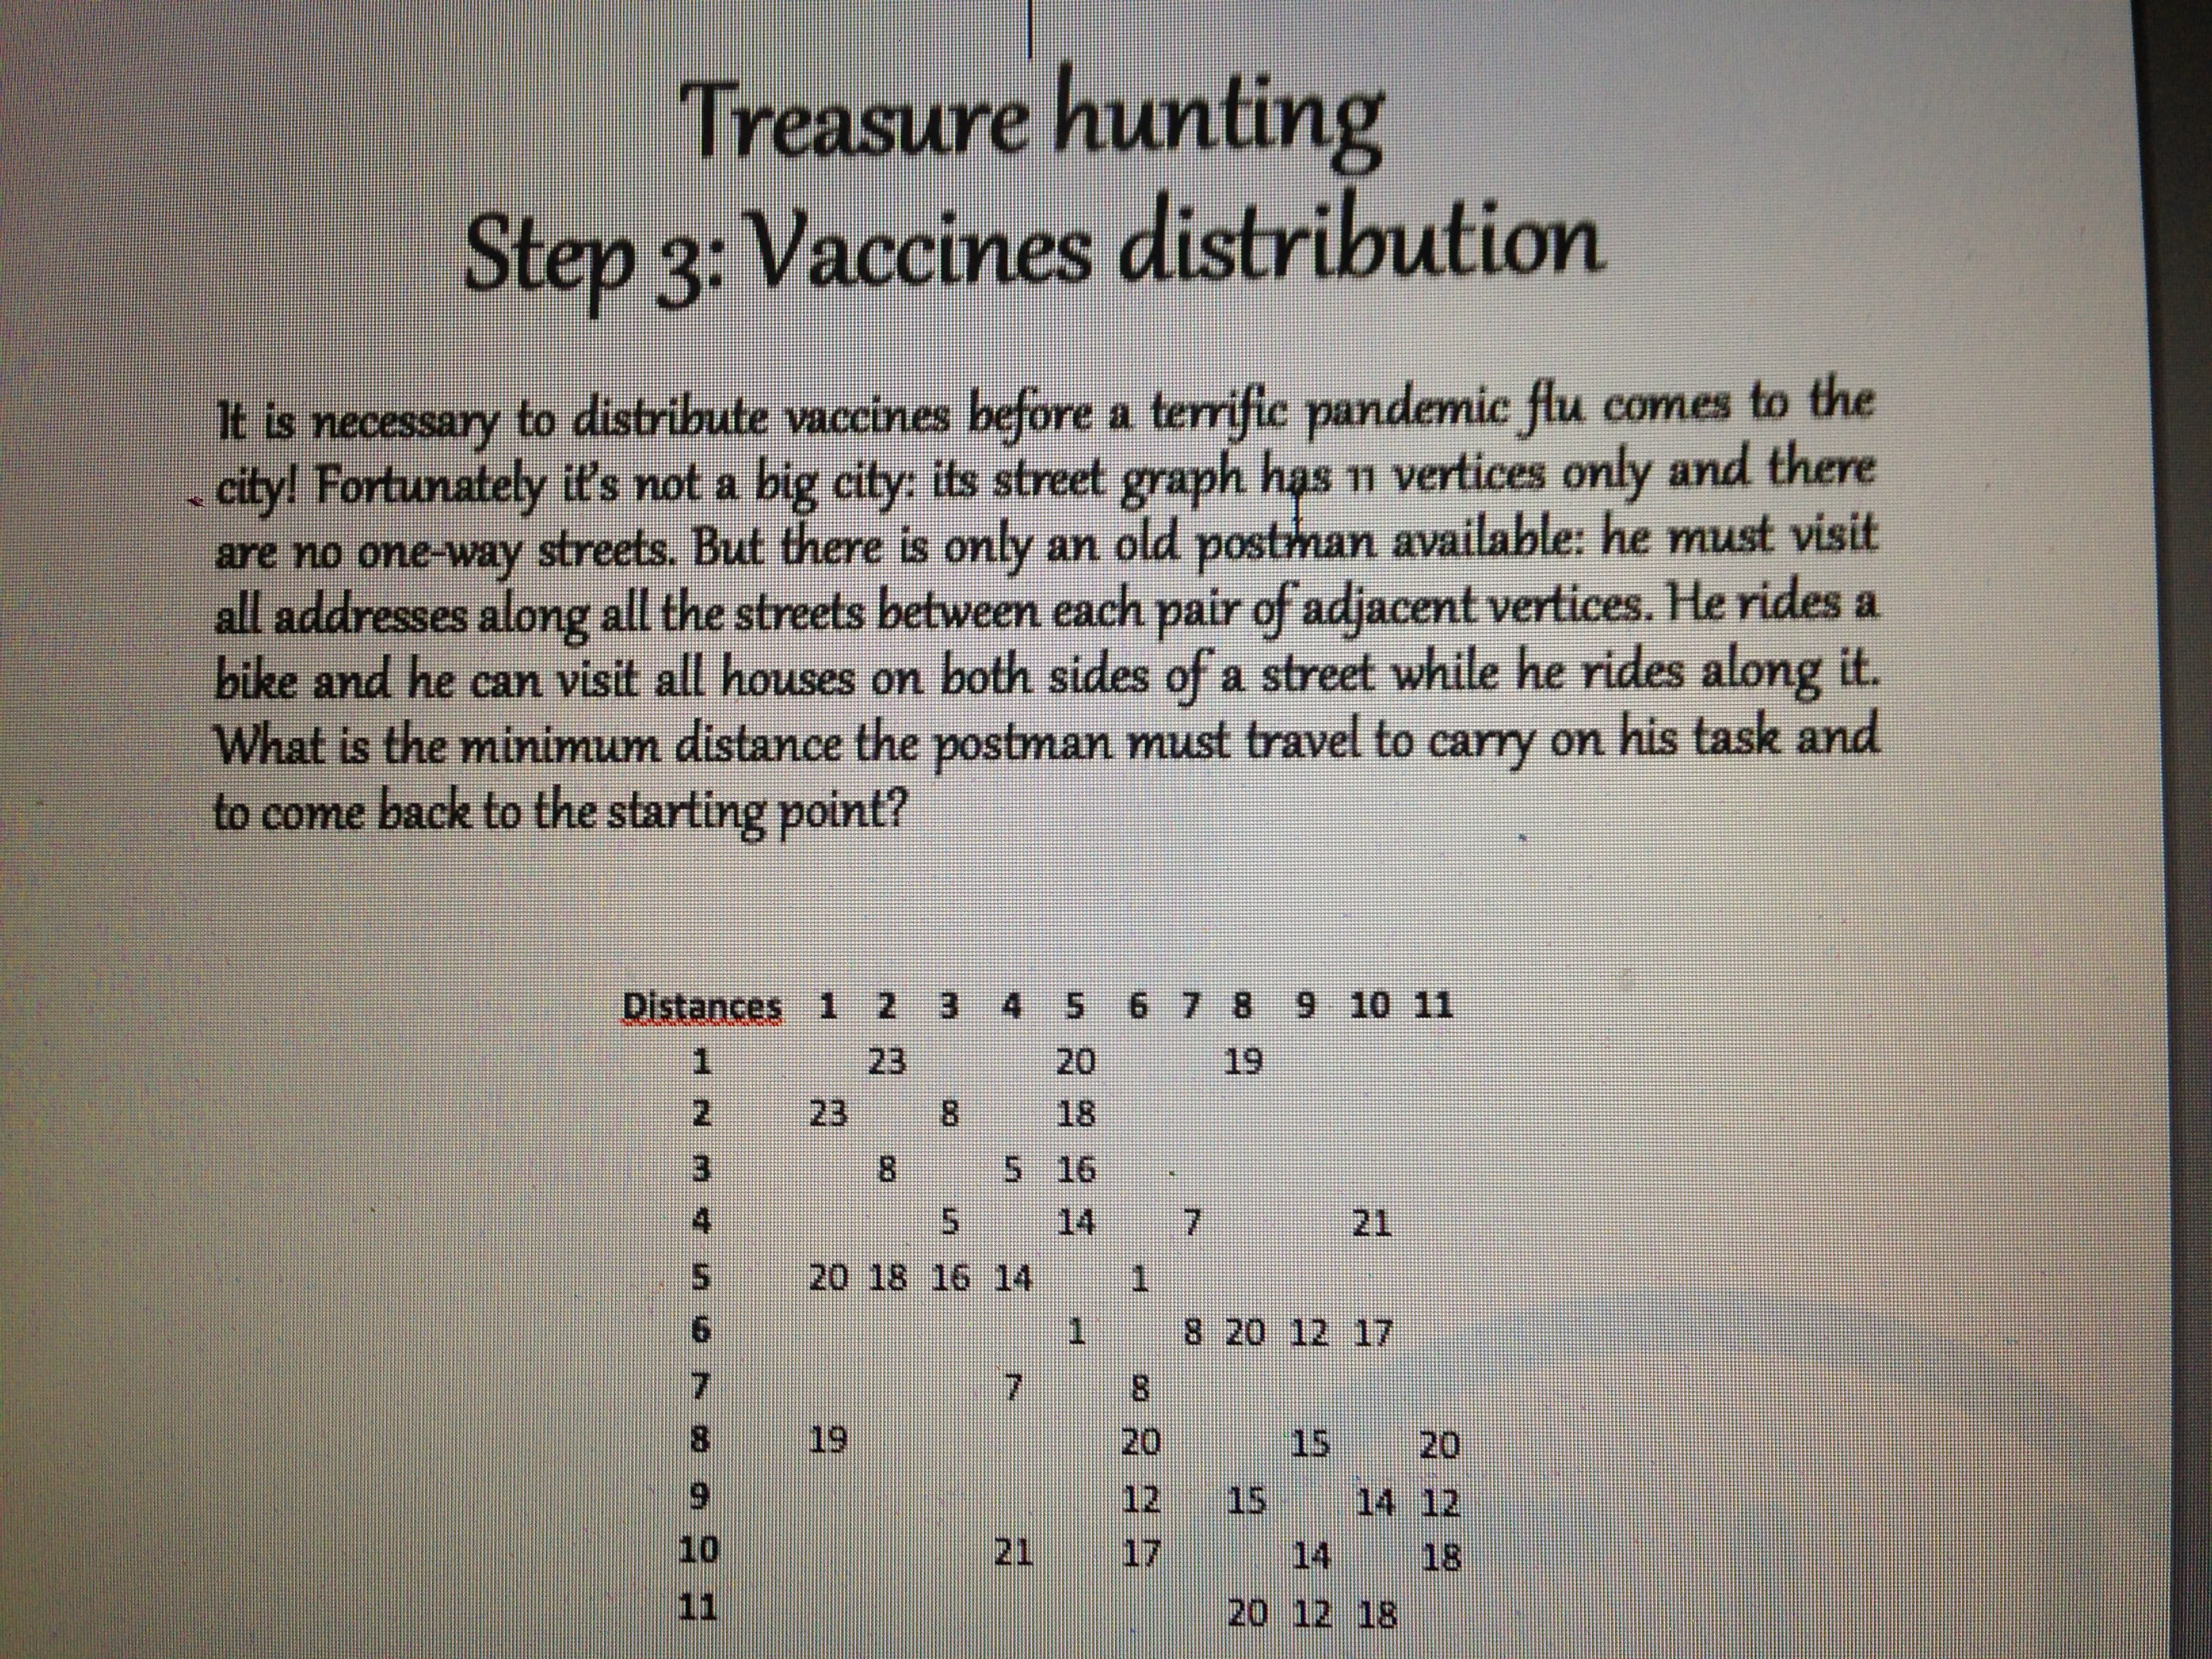 Treasure hunting
Step 3: Vaccines distribution
It is necessary to distribute vaccines before a terrific pandemic flu comes to the
city! Fortunately it's not a big city: its street graph has 11 vertices only and there
are no one-way streets. But there is only an old postman available: he must visit
all addresses along all the streets between each pair of adjacent vertices. He rides a
bike and he can visit all houses on both sides of a street while he rides along it.
What is the minimum distance the postman must travel to carry on his task and
to come back to the starting point?
Distances 1 2 3 4 5 6 7 8 9 10 11
1 23 20 19
2 23 8 18
3 8 5 16
4 5 14 7 21
5 20 18 16 14 1
6 1 8 20 12 17
7 7 8
8 19 20 15 20
9 12 15 14 12
10 21 17 14 18
11 20 12 18